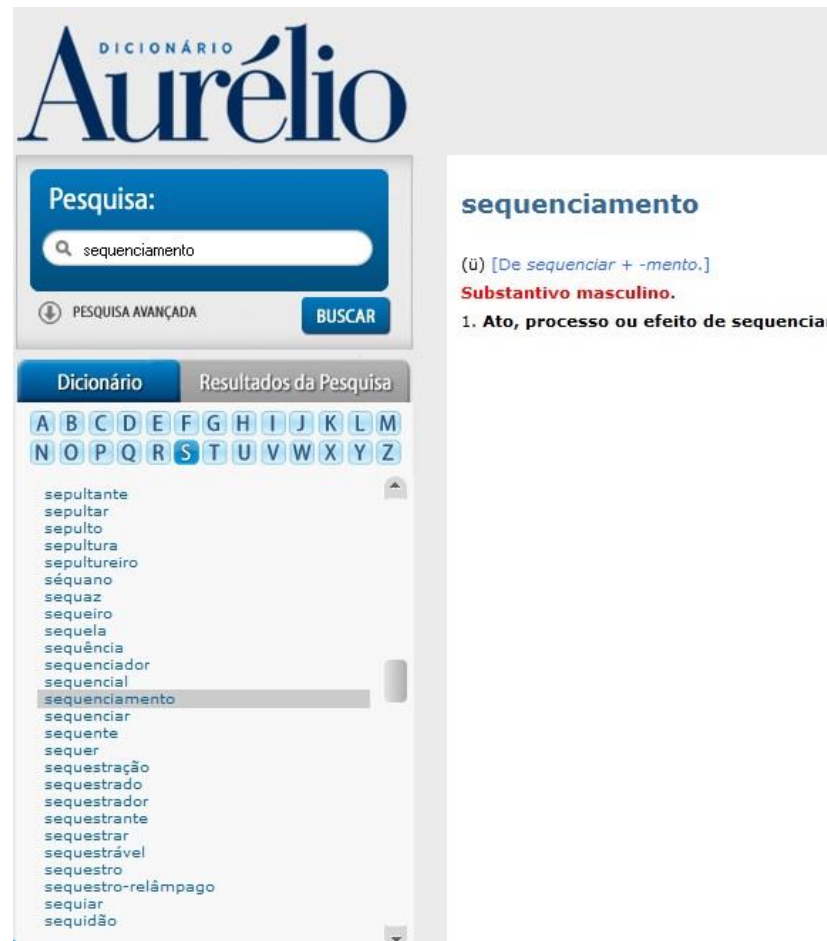 DICIONÁRIO
Aurélio
Pesquisa:
sequenciamento
PESQUISA AVANÇADA
BUSCAR
Dicionário
Resultados da Pesquisa
A B C D E F G H I J K L M
N O P Q R S T U V W X Y Z
sepultante
sepultar
sepulto
sepultura
sepultureiro
séquano
sequaz
sequeiro
sequela
sequência
sequenciador
sequencial
sequenciamento
sequenciar
sequente
sequer
sequestração
sequestrado
sequestrador
sequestrante
sequestrar
sequestrável
sequestro
sequestro-relâmpago
sequiar
sequidão
sequenciamento
(ü) [De sequenciar + -mento.]
Substantivo masculino.
1. Ato, processo ou efeito de sequenciar